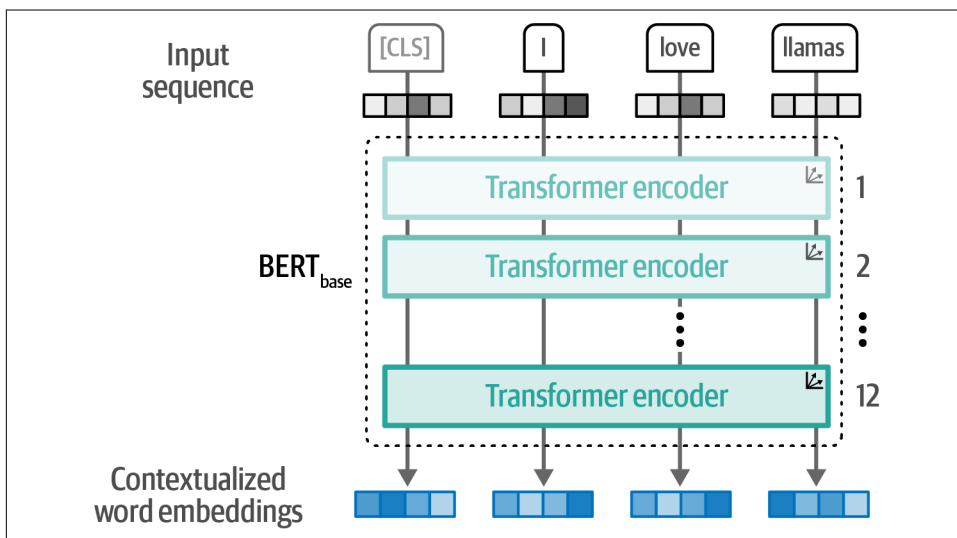 Input
sequence
[CLS] I love llamas
Transformer encoder 1
BERTbase
Transformer encoder 2
Transformer encoder 12
Contextualized
word embeddings